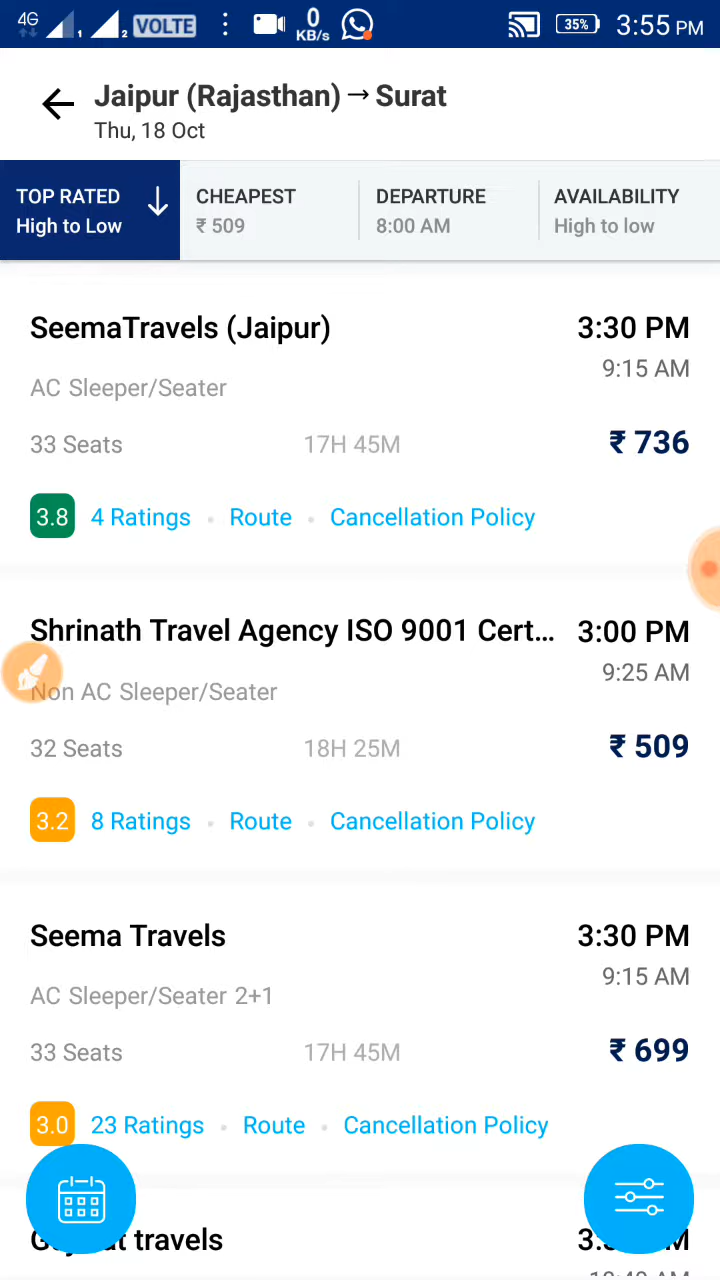 4G 1 2 VOLTE 0 KB/s 35% 3:55 PM
Jaipur (Rajasthan) → Surat
Thu, 18 Oct
TOP RATED ↓ CHEAPEST DEPARTURE AVAILABILITY
High to Low ₹ 509 8:00 AM High to low
SeemaTravels (Jaipur) 3:30 PM
9:15 AM
AC Sleeper/Seater
33 Seats 17H 45M ₹ 736
3.8 4 Ratings • Route • Cancellation Policy
Shrinath Travel Agency ISO 9001 Cert... 3:00 PM
9:25 AM
Non AC Sleeper/Seater
32 Seats 18H 25M ₹ 509
3.2 8 Ratings • Route • Cancellation Policy
Seema Travels 3:30 PM
9:15 AM
AC Sleeper/Seater 2+1
33 Seats 17H 45M ₹ 699
3.0 23 Ratings • Route • Cancellation Policy
travels